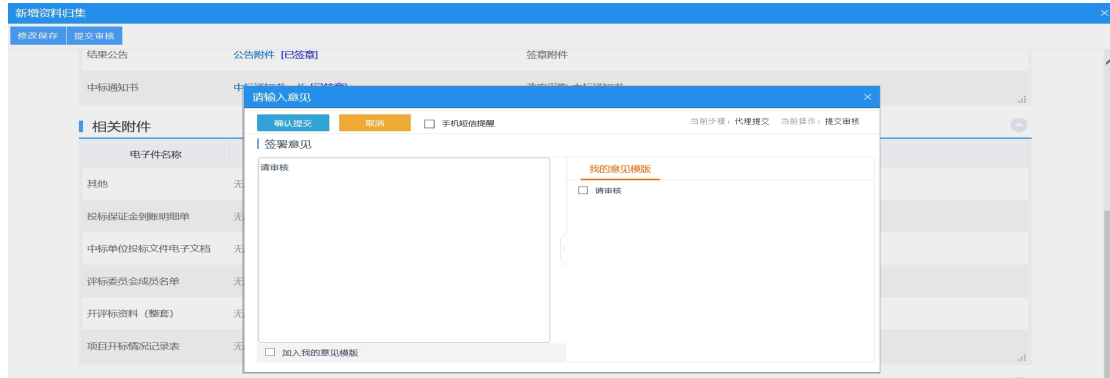 新增资料归集
修改保存 提交审核
结果公告 公告附件 [已签章] 签章附件
中标通知书
请输入意见
确认提交 取消 手机短信提醒 当前步骤：代理提交 当前操作：提交审核
相关附件
签署意见
电子件名称
请审核
我的意见模版
请审核
其他 无
投标保证金到账明细单 无
中标单位投标文件电子文档 无
评标委员会成员名单 无
开评标资料（整套） 无
项目开标情况记录表 无
加入我的意见模版